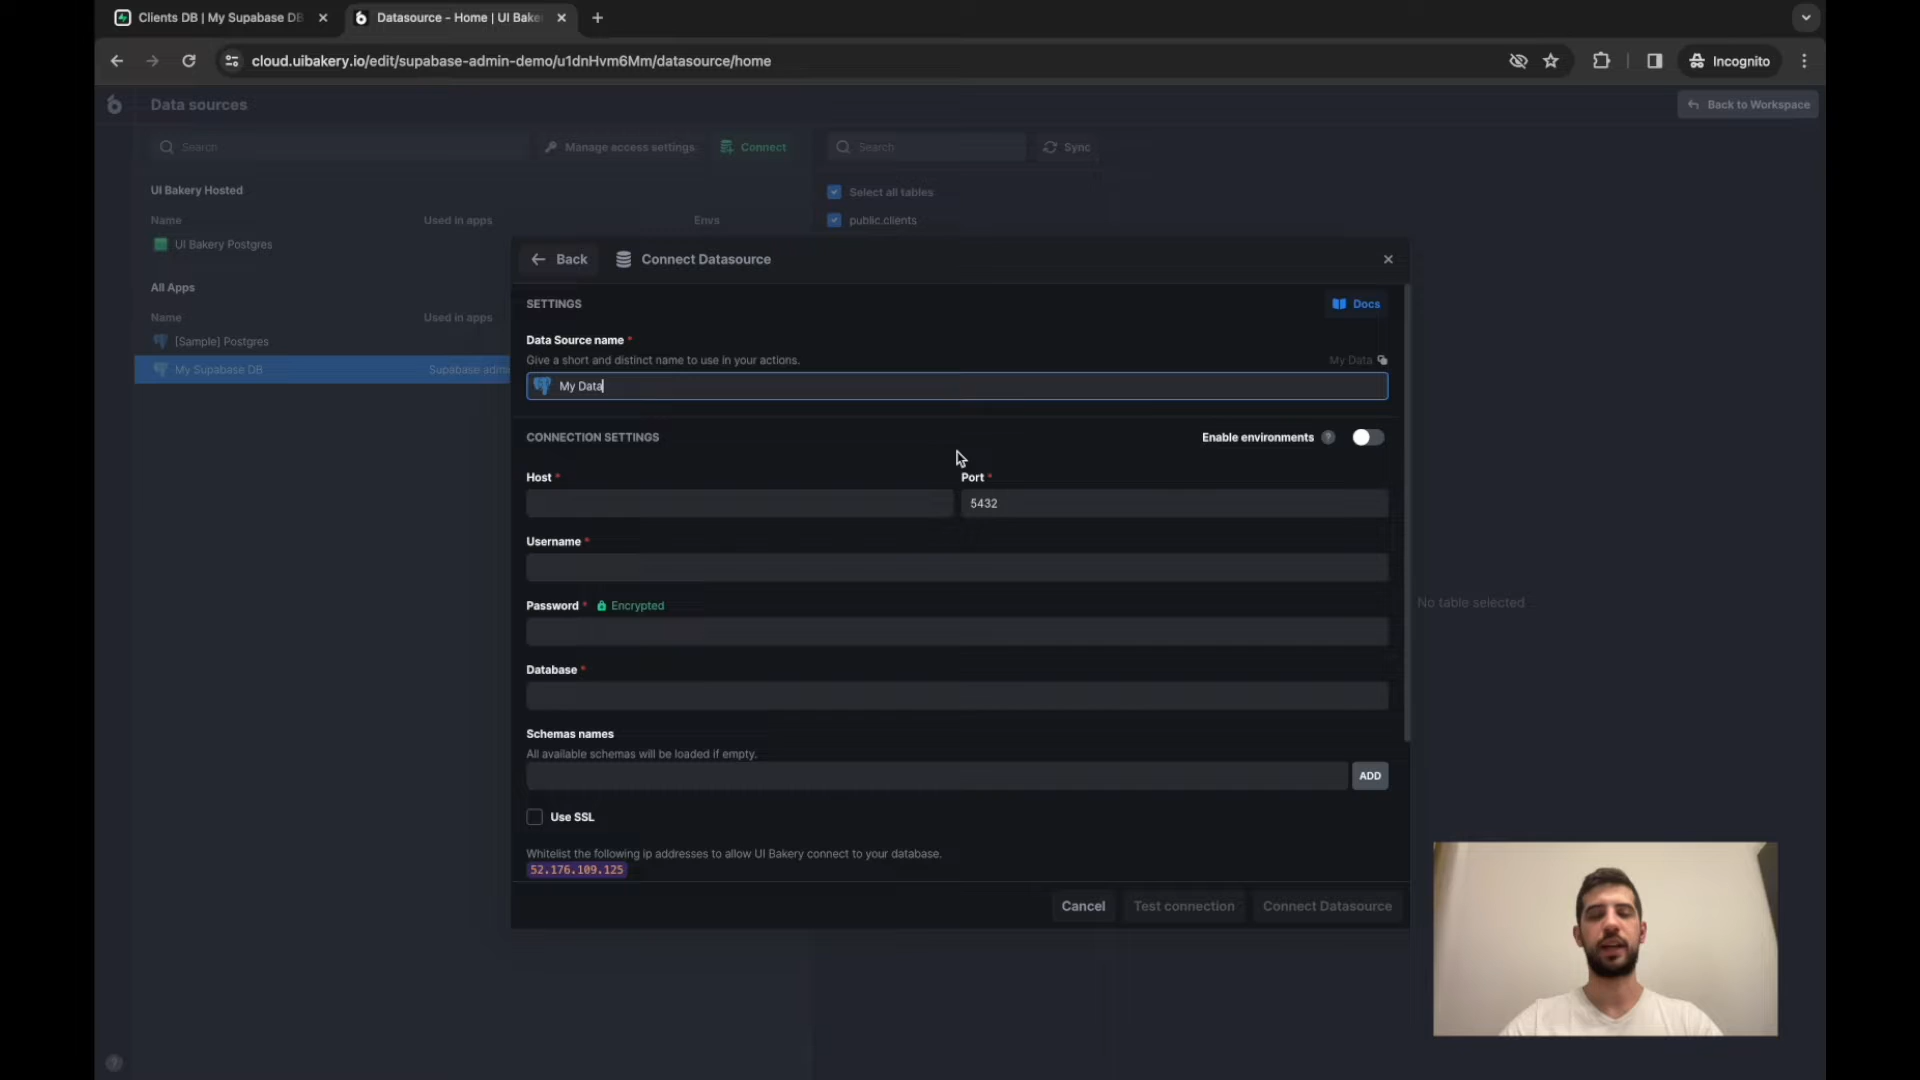 Clients DB | My Supabase DB
Datasource - Home | UI Bake
cloud.uibakery.io/edit/supabase-admin-demo/u1dnHvm6Mm/datasource/home
Incognito
Data sources
Back to Workspace
Search
Manage access settings
Connect
Search
Sync
UI Bakery Hosted
Select all tables
Name
Used in apps
Envs
public.clients
UI Bakery Postgres
Back
Connect Datasource
All Apps
SETTINGS
Docs
Name
Used in apps
[Sample] Postgres
Data Source name *
Give a short and distinct name to use in your actions.
My Data
My Supabase DB
Supabase admi
My Data
CONNECTION SETTINGS
Enable environments ?
Host *
Port *
5432
Username *
Password * Encrypted
No table selected
Database *
Schemas names
All available schemas will be loaded if empty.
ADD
Use SSL
Whitelist the following ip addresses to allow UI Bakery connect to your database.
52.176.109.125
Cancel
Test connection
Connect Datasource
?